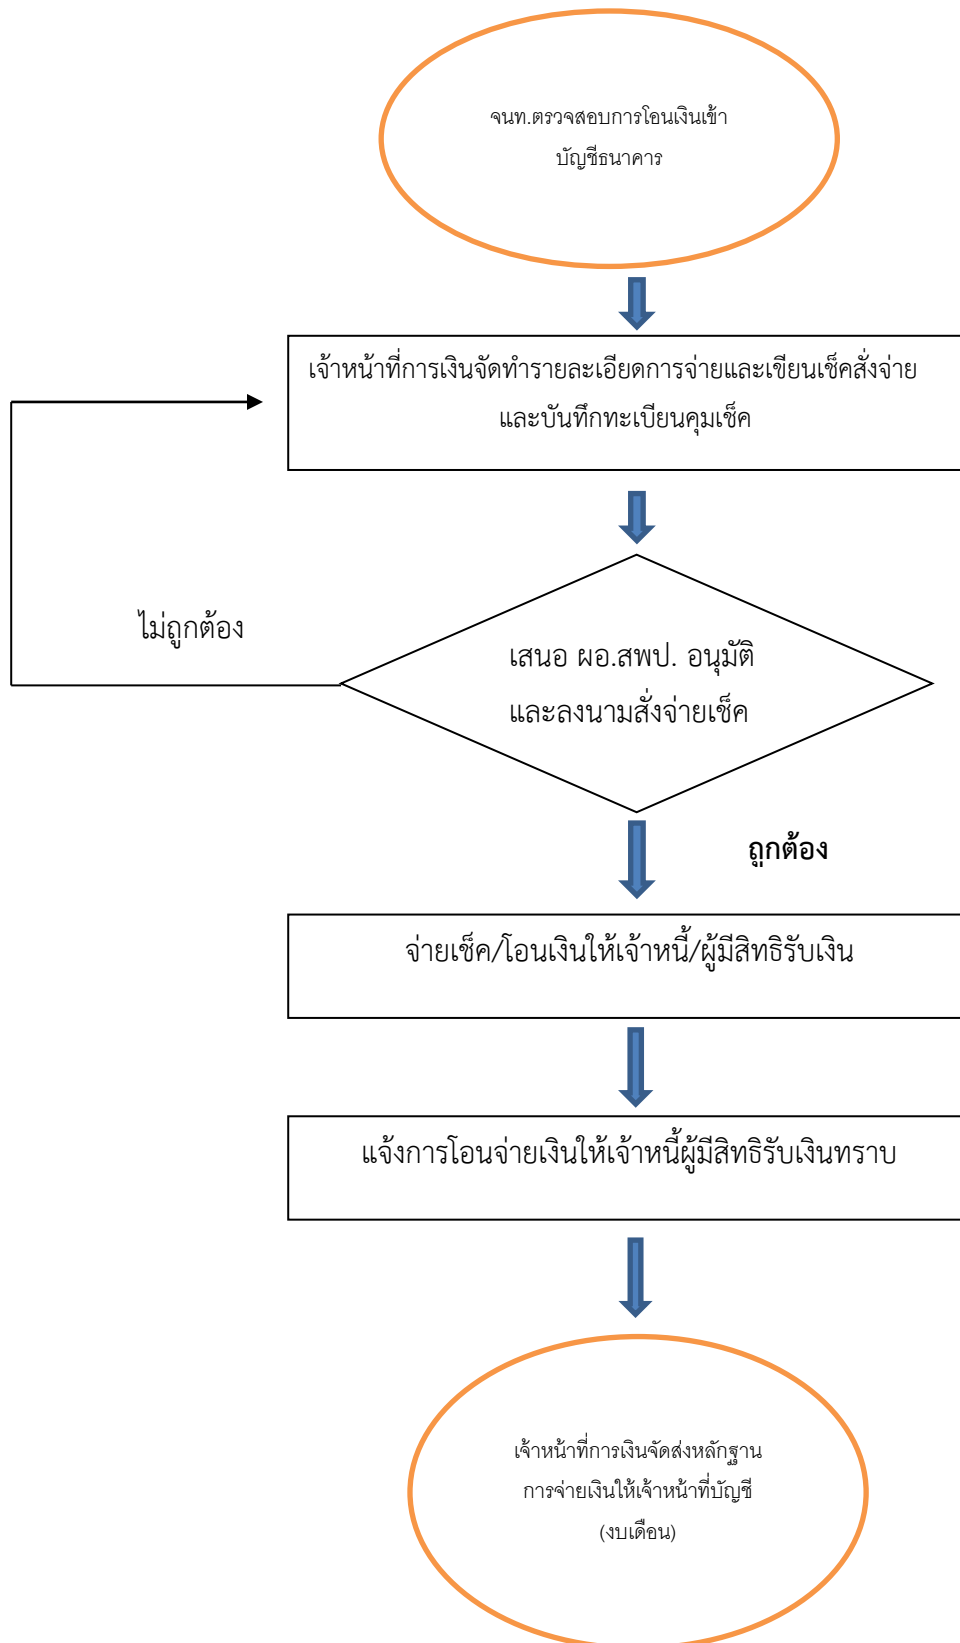 จนท.ตรวจสอบการโอนเงินเข้า
บัญชีธนาคาร
เจ้าหน้าที่การเงินจัดทำรายละเอียดการจ่ายและเขียนเช็คสั่งจ่าย
และบันทึกทะเบียนคุมเช็ค
ไม่ถูกต้อง
เสนอ ผอ.สพป. อนุมัติ
และลงนามสั่งจ่ายเช็ค
ถูกต้อง
จ่ายเช็ค/โอนเงินให้เจ้าหนี้/ผู้มีสิทธิรับเงิน
แจ้งการโอนจ่ายเงินให้เจ้าหนี้ผู้มีสิทธิรับเงินทราบ
เจ้าหน้าที่การเงินจัดส่งหลักฐาน
การจ่ายเงินให้เจ้าหน้าที่บัญชี
(งบเดือน)